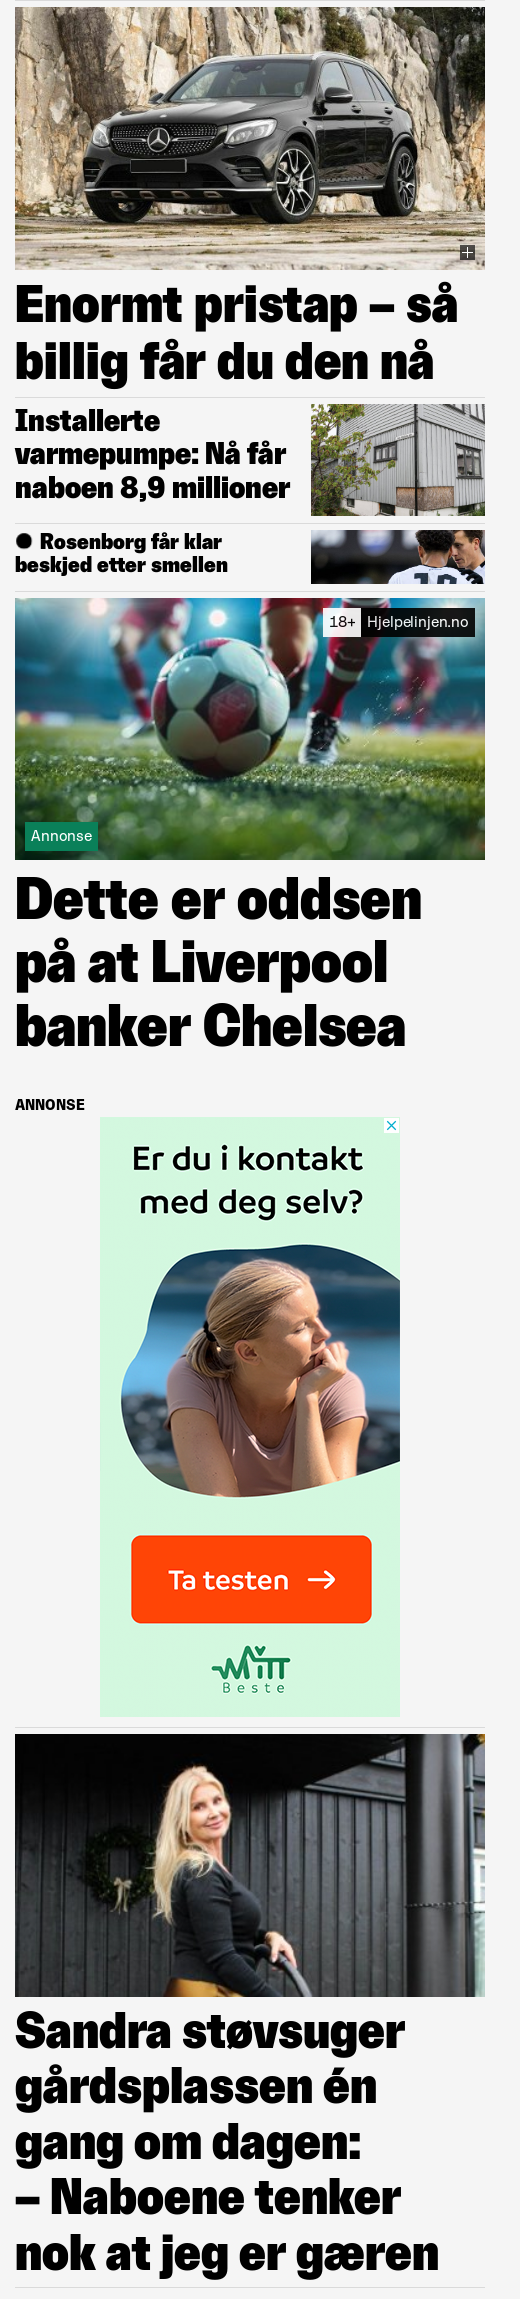 Enormt pristap – så
billig får du den nå
Installerte
varmepumpe: Nå får
naboen 8,9 millioner
Rosenborg får klar
beskjed etter smellen
18+ Hjelpelinjen.no
Annonse
Dette er oddsen
på at Liverpool
banker Chelsea
ANNONSE
Er du i kontakt
med deg selv?
Ta testen →
Mitt
Beste
Sandra støvsuger
gårdsplassen én
gang om dagen:
– Naboene tenker
nok at jeg er gæren